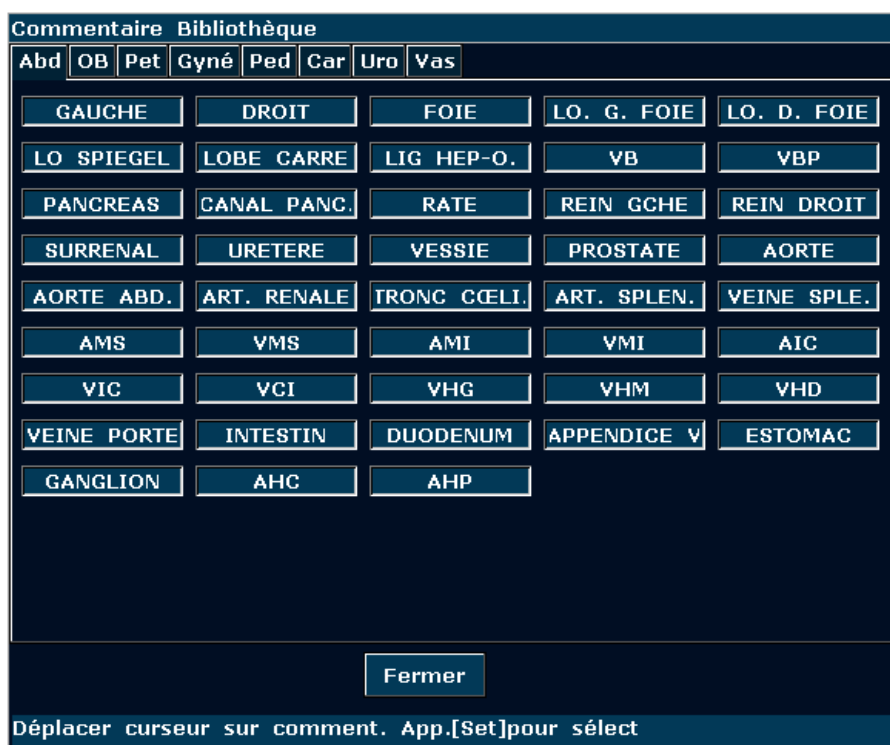 Commentaire Bibliothèque
Abd OB Pet Gyné Ped Car Uro Vas
GAUCHE DROIT FOIE LO. G. FOIE LO. D. FOIE
LO SPIEGEL LOBE CARRE LIG HEP-O. VB VBP
PANCREAS CANAL PANC. RATE REIN GCHE REIN DROIT
SURRENAL URETERE VESSIE PROSTATE AORTE
AORTE ABD. ART. RENALE TRONC CŒLI. ART. SPLEN. VEINE SPLE.
AMS VMS AMI VMI AIC
VIC VCI VHG VHM VHD
VEINE PORTE INTESTIN DUODENUM APPENDICE V ESTOMAC
GANGLION AHC AHP
Fermer
Déplacer curseur sur comment. App.[Set]pour sélect